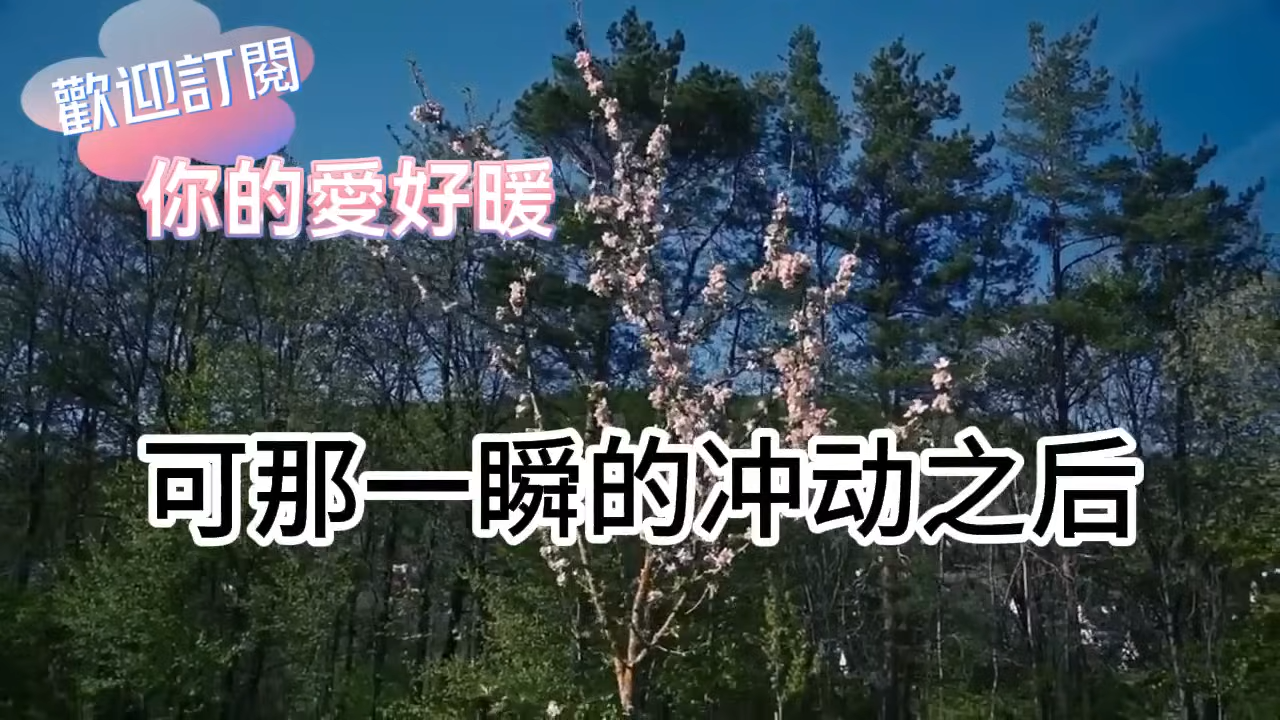 歡迎訂閱
你的愛好暖
可那一瞬的冲动之后